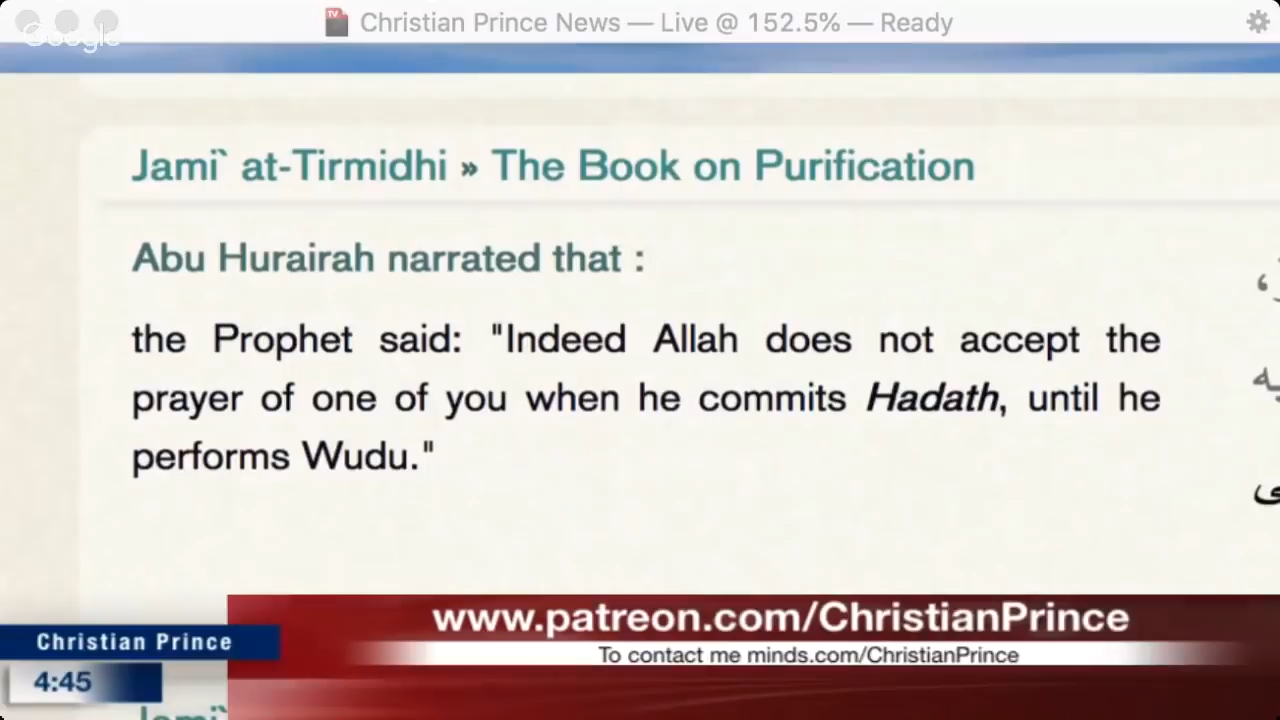 Christian Prince News — Live @ 152.5% — Ready
Google
Jami` at-Tirmidhi » The Book on Purification
Abu Hurairah narrated that :
the Prophet said: "Indeed Allah does not accept the
prayer of one of you when he commits Hadath, until he
performs Wudu."
www.patreon.com/ChristianPrince
Christian Prince
To contact me minds.com/ChristianPrince
4:45
Jami`